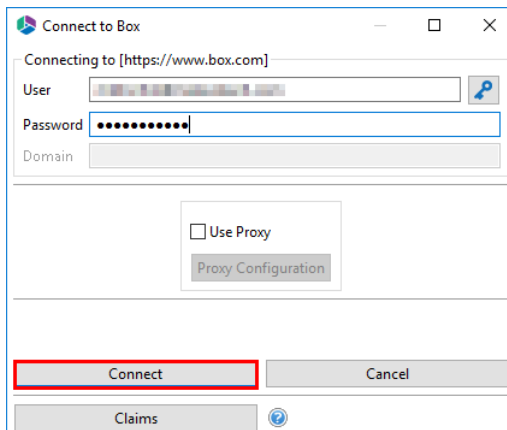 Connect to Box
Connecting to [https://www.box.com]
User
Password ●●●●●●●●●●●
Domain
Use Proxy
Proxy Configuration
Connect Cancel
Claims